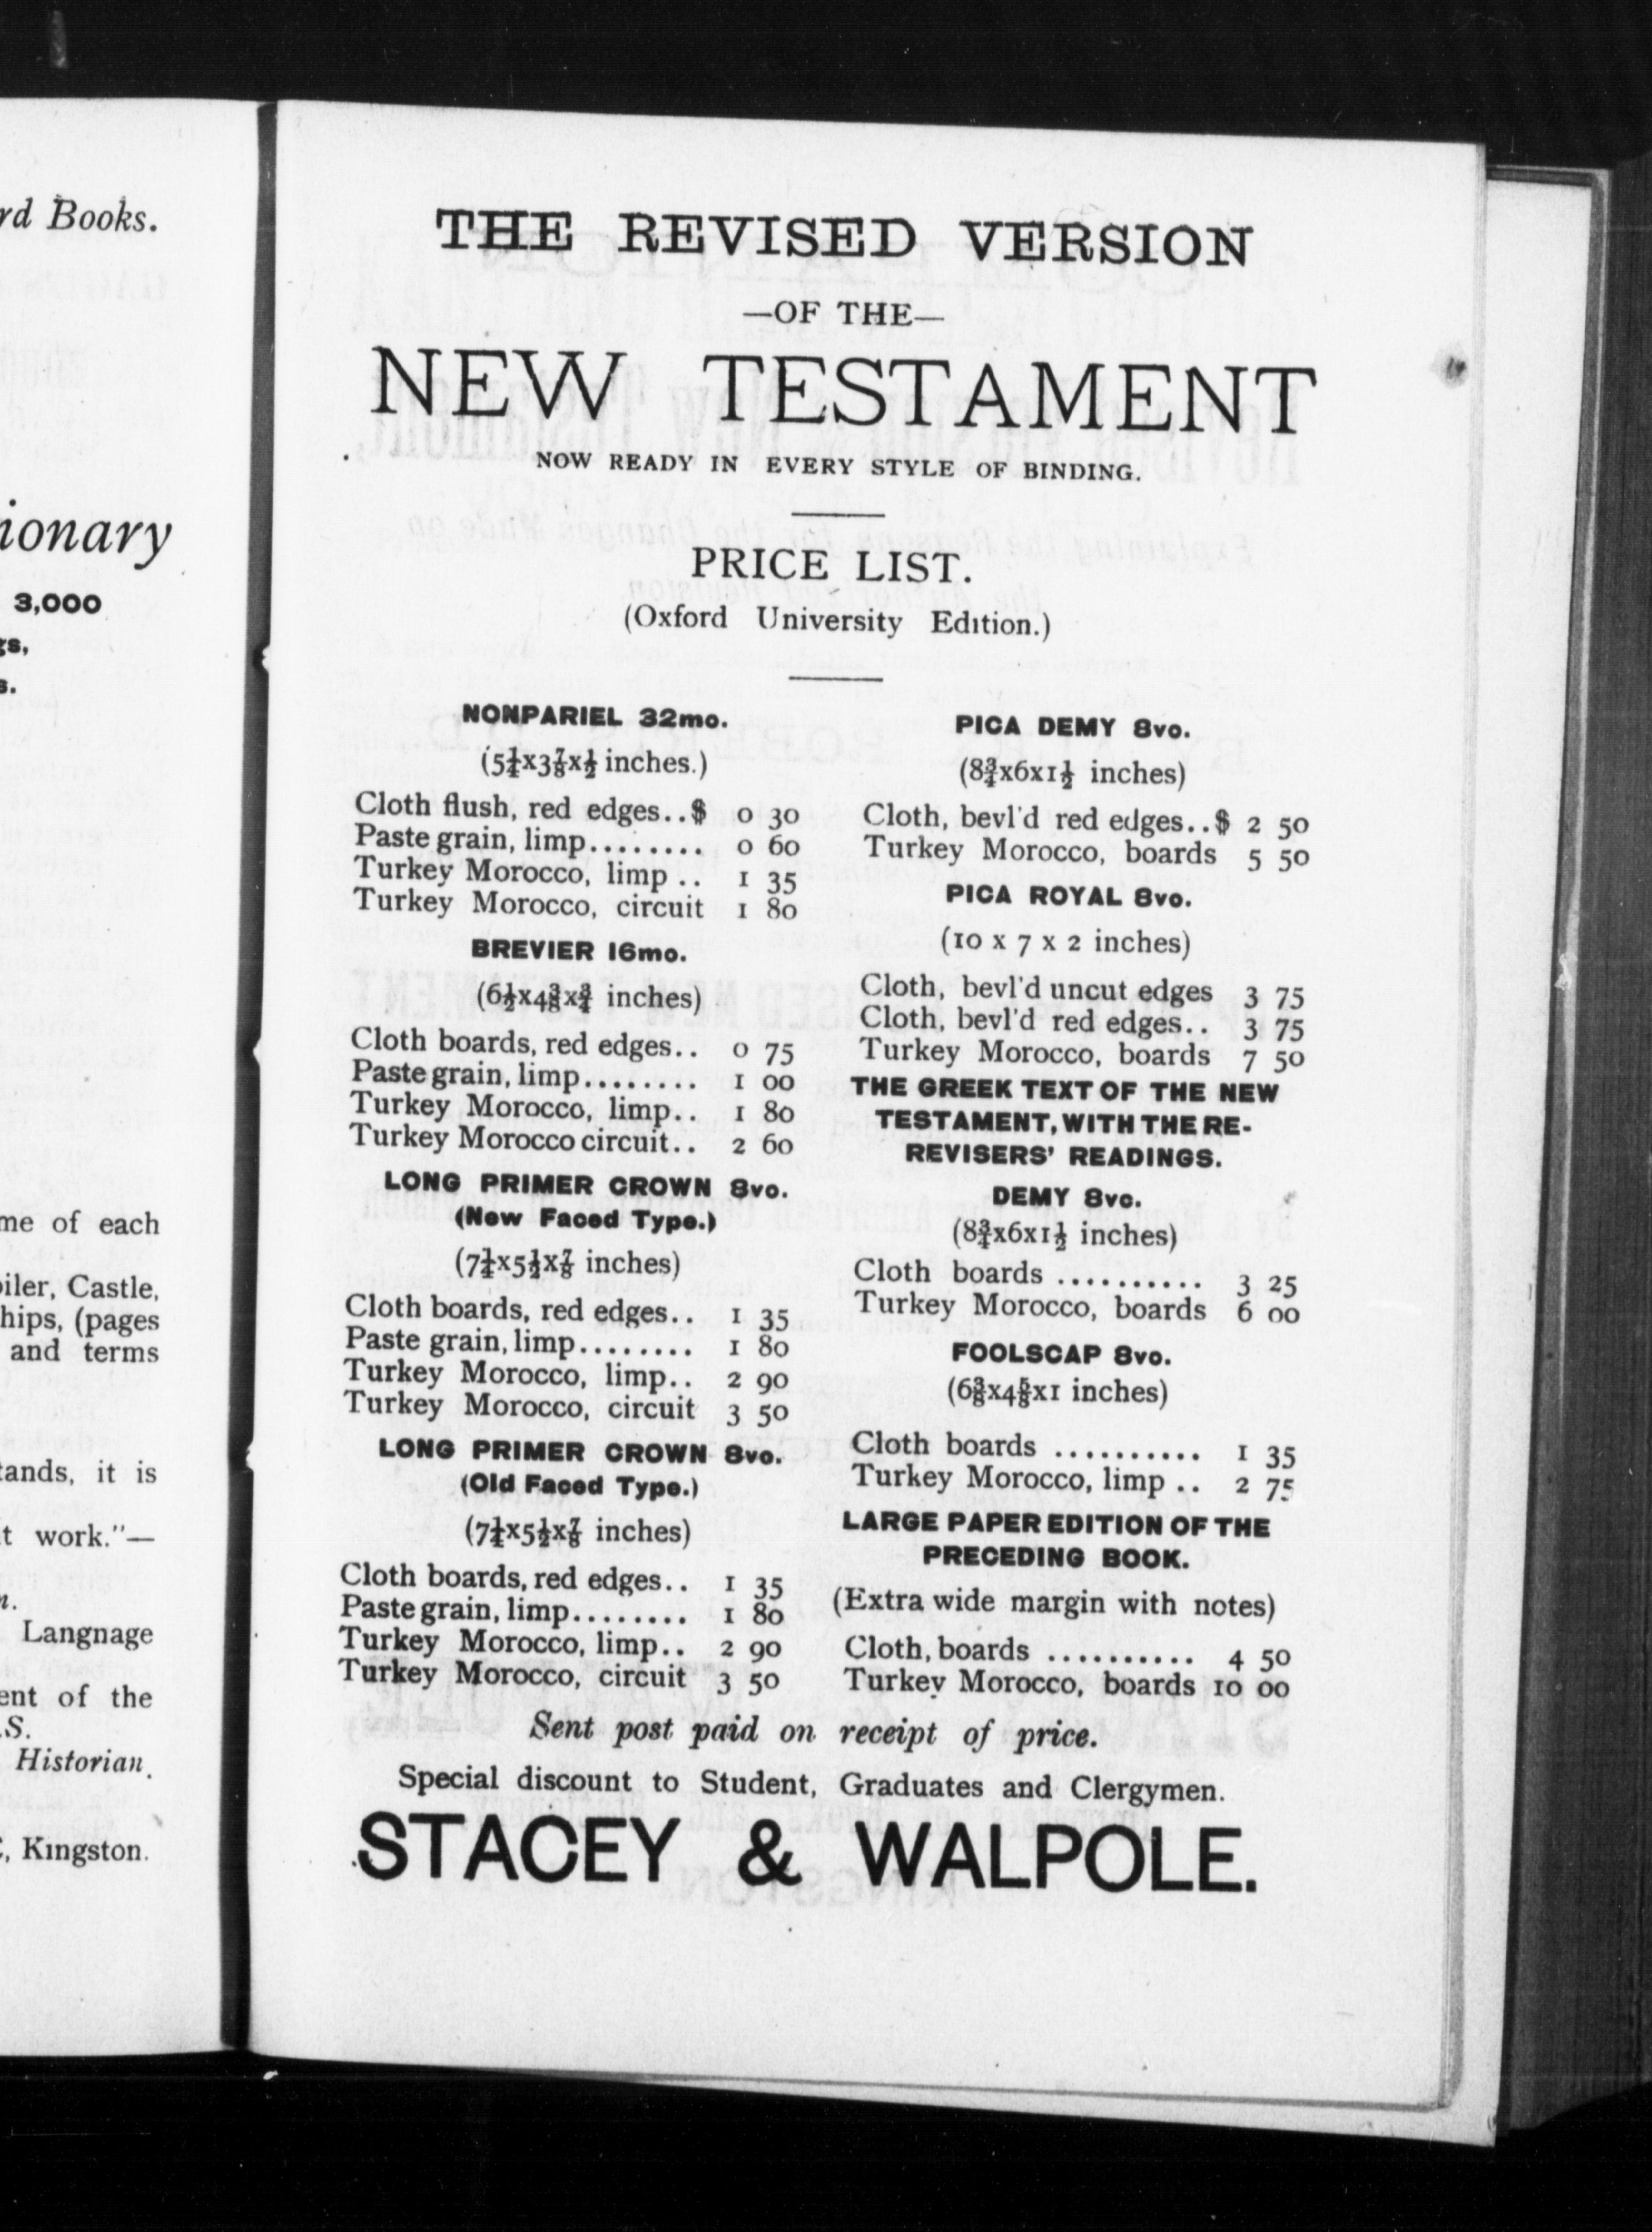 rd Books.
ionary
3,000
gs,
s.
me of each
oiler, Castle,
hips, (pages
and terms
tands, it is
t work."—
n.
Langnage
ent of the
.S.
Historian.
, Kingston.
THE REVISED VERSION
—OF THE—
NEW TESTAMENT
NOW READY IN EVERY STYLE OF BINDING.
PRICE LIST.
(Oxford University Edition.)
NONPARIEL 32mo.
(5¼x3⅞x½ inches.)
Cloth flush, red edges..$ 0 30
Paste grain, limp........ 0 60
Turkey Morocco, limp .. 1 35
Turkey Morocco, circuit 1 80
BREVIER 16mo.
(6½x4⅜x¾ inches)
Cloth boards, red edges.. 0 75
Paste grain, limp........ 1 00
Turkey Morocco, limp.. 1 80
Turkey Morocco circuit.. 2 60
LONG PRIMER CROWN 8vo.
(New Faced Type.)
(7¼x5½x⅞ inches)
Cloth boards, red edges.. 1 35
Paste grain, limp........ 1 80
Turkey Morocco, limp.. 2 90
Turkey Morocco, circuit 3 50
LONG PRIMER CROWN 8vo.
(Old Faced Type.)
(7¼x5½x⅞ inches)
Cloth boards, red edges.. 1 35
Paste grain, limp........ 1 80
Turkey Morocco, limp.. 2 90
Turkey Morocco, circuit 3 50
PICA DEMY 8vo.
(8¾x6x1½ inches)
Cloth, bevl'd red edges..$ 2 50
Turkey Morocco, boards 5 50
PICA ROYAL 8vo.
(10 x 7 x 2 inches)
Cloth, bevl'd uncut edges 3 75
Cloth, bevl'd red edges.. 3 75
Turkey Morocco, boards 7 50
THE GREEK TEXT OF THE NEW
TESTAMENT, WITH THE RE-
REVISERS' READINGS.
DEMY 8vo.
(8¾x6x1½ inches)
Cloth boards .......... 3 25
Turkey Morocco, boards 6 00
FOOLSCAP 8vo.
(6⅜x4⅝x1 inches)
Cloth boards .......... 1 35
Turkey Morocco, limp .. 2 75
LARGE PAPER EDITION OF THE
PRECEDING BOOK.
(Extra wide margin with notes)
Cloth, boards .......... 4 50
Turkey Morocco, boards 10 00
Sent post paid on receipt of price.
Special discount to Student, Graduates and Clergymen.
STACEY & WALPOLE.